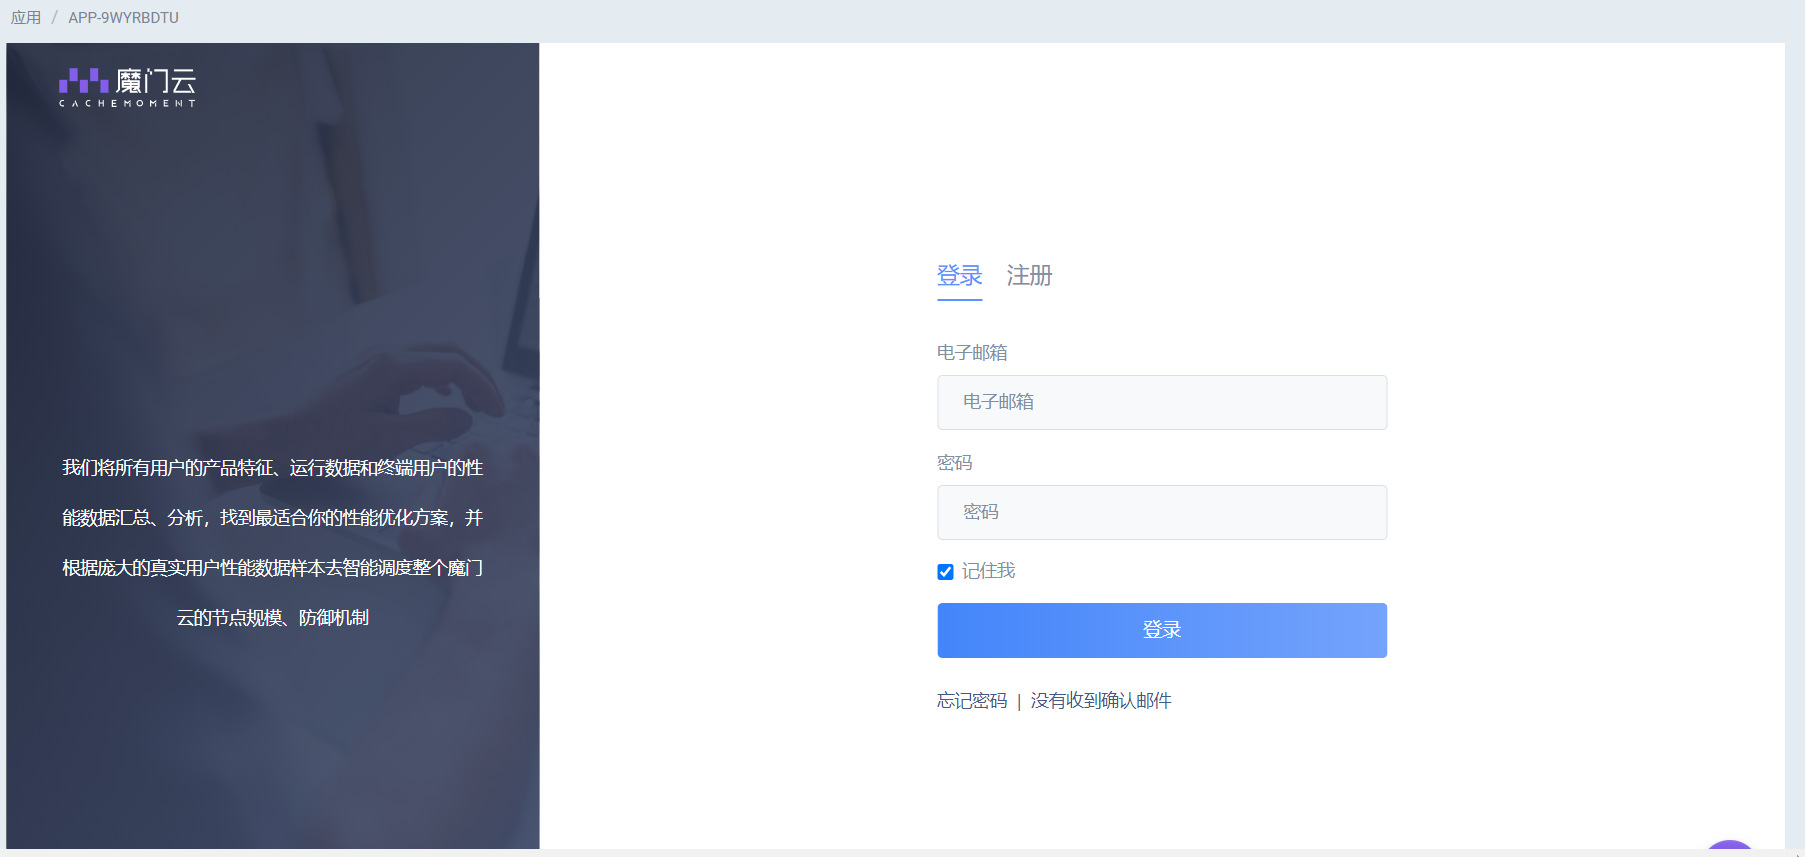 应用 / APP-9WYRBDTU
魔门云
CACHEMOMENT
我们将所有用户的产品特征、运行数据和终端用户的性
能数据汇总、分析，找到最适合你的性能优化方案，并
根据庞大的真实用户性能数据样本去智能调度整个魔门
云的节点规模、防御机制
登录 注册
电子邮箱
电子邮箱
密码
密码
记住我
登录
忘记密码 | 没有收到确认邮件